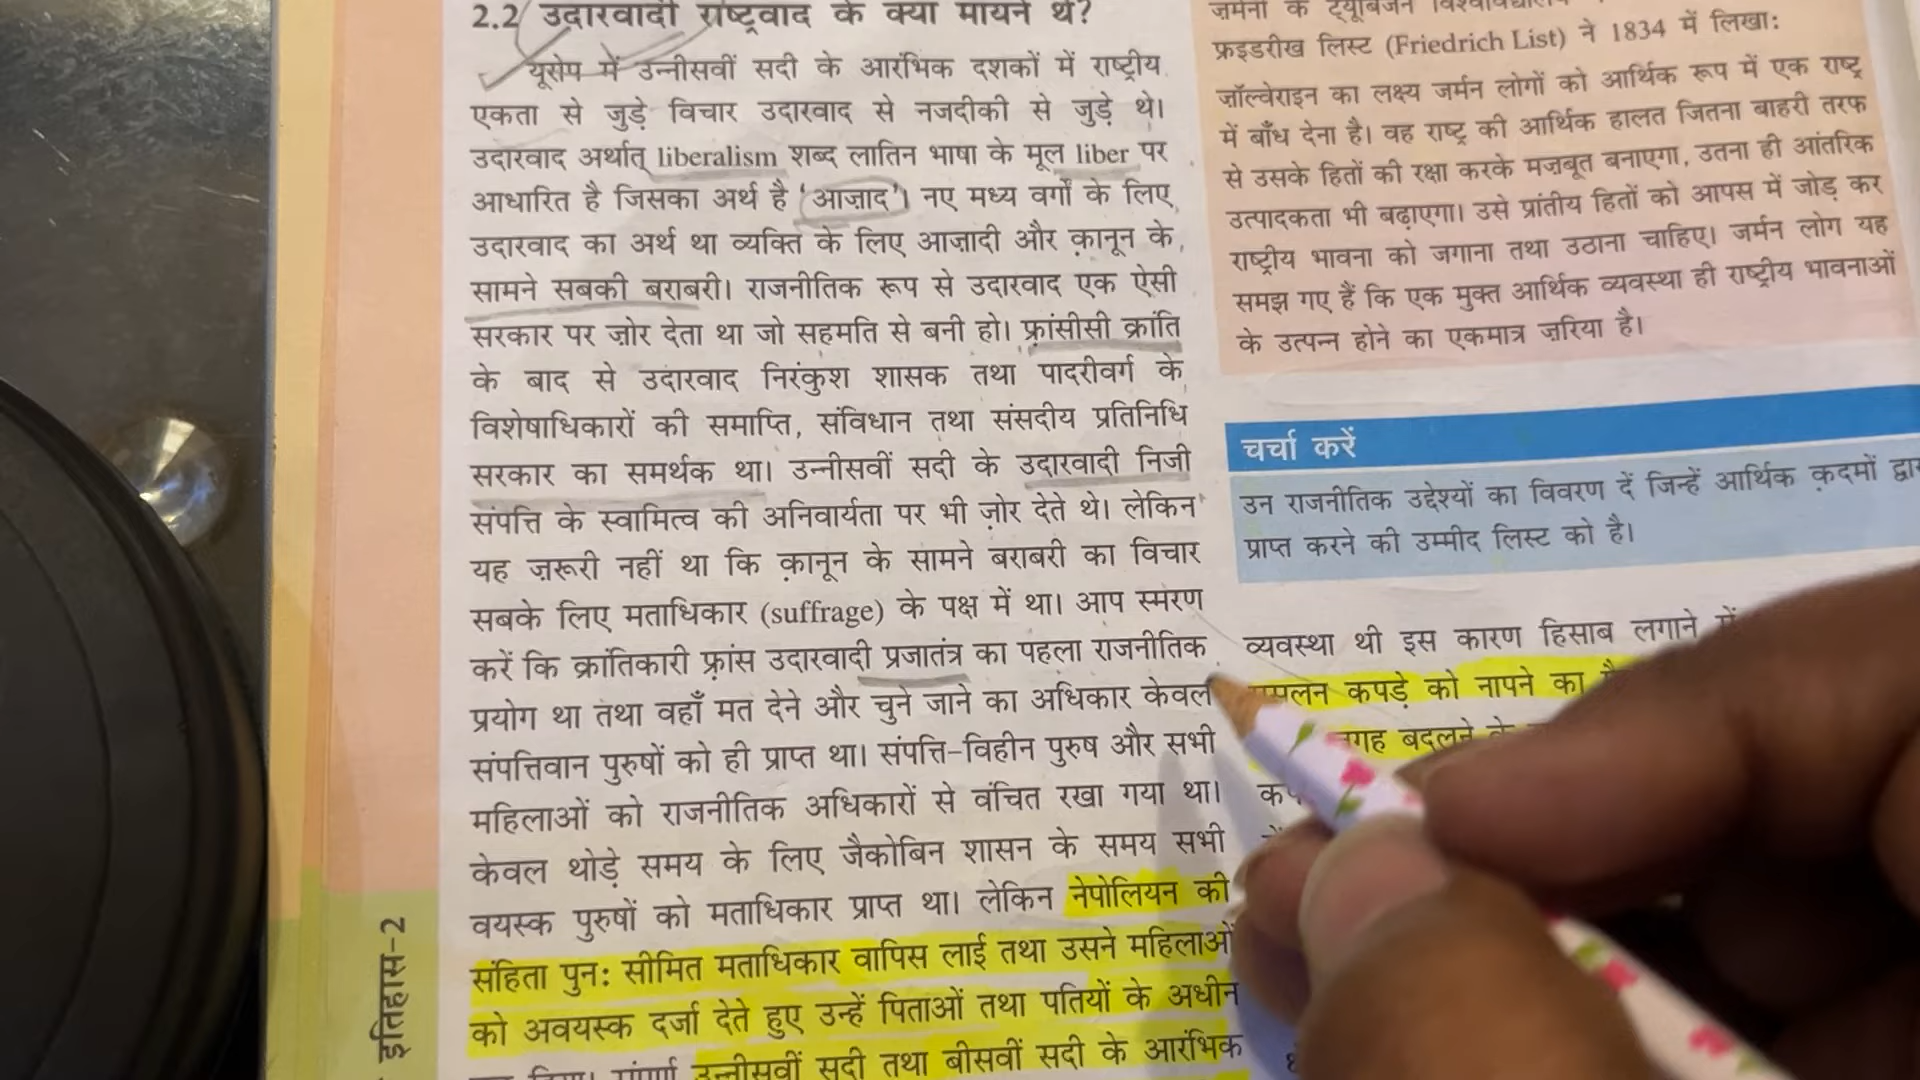 2.2 उदारवादी राष्ट्रवाद के क्या मायने थे?
यूरोप में उन्नीसवीं सदी के आरंभिक दशकों में राष्ट्रीय
एकता से जुड़े विचार उदारवाद से नजदीकी से जुड़े थे।
उदारवाद अर्थात् liberalism शब्द लातिन भाषा के मूल liber पर
आधारित है जिसका अर्थ है 'आज़ाद'। नए मध्य वर्गों के लिए
उदारवाद का अर्थ था व्यक्ति के लिए आज़ादी और क़ानून के
सामने सबकी बराबरी। राजनीतिक रूप से उदारवाद एक ऐसी
सरकार पर ज़ोर देता था जो सहमति से बनी हो। फ़्रांसीसी क्रांति
के बाद से उदारवाद निरंकुश शासक तथा पादरीवर्ग के
विशेषाधिकारों की समाप्ति, संविधान तथा संसदीय प्रतिनिधि
सरकार का समर्थक था। उन्नीसवीं सदी के उदारवादी निजी
संपत्ति के स्वामित्व की अनिवार्यता पर भी ज़ोर देते थे। लेकिन
यह ज़रूरी नहीं था कि क़ानून के सामने बराबरी का विचार
सबके लिए मताधिकार (suffrage) के पक्ष में था। आप स्मरण
करें कि क्रांतिकारी फ़्रांस उदारवादी प्रजातंत्र का पहला राजनीतिक
प्रयोग था तथा वहाँ मत देने और चुने जाने का अधिकार केवल
संपत्तिवान पुरुषों को ही प्राप्त था। संपत्ति-विहीन पुरुष और सभी
महिलाओं को राजनीतिक अधिकारों से वंचित रखा गया था।
केवल थोड़े समय के लिए जैकोबिन शासन के समय सभी
वयस्क पुरुषों को मताधिकार प्राप्त था। लेकिन नेपोलियन की
संहिता पुन: सीमित मताधिकार वापिस लाई तथा उसने महिलाओं
को अवयस्क दर्जा देते हुए उन्हें पिताओं तथा पतियों के अधीन
उन्नीसवीं सदी तथा बीसवीं सदी के आरंभिक
जर्मनी के ट्यूबिंजन
फ्रइडरीख लिस्ट (Friedrich List) ने 1834 में लिखा:
ज़ॉल्वेराइन का लक्ष्य जर्मन लोगों को आर्थिक रूप में एक राष्ट्र
में बाँध देना है। वह राष्ट्र की आर्थिक हालत जितना बाहरी तरफ
से उसके हितों की रक्षा करके मज़बूत बनाएगा, उतना ही आंतरिक
उत्पादकता भी बढ़ाएगा। उसे प्रांतीय हितों को आपस में जोड़ कर
राष्ट्रीय भावना को जगाना तथा उठाना चाहिए। जर्मन लोग यह
समझ गए हैं कि एक मुक्त आर्थिक व्यवस्था ही राष्ट्रीय भावनाओं
के उत्पन्न होने का एकमात्र ज़रिया है।
चर्चा करें
उन राजनीतिक उद्देश्यों का विवरण दें जिन्हें आर्थिक क़दमों
प्राप्त करने की उम्मीद लिस्ट को है।
व्यवस्था थी इस कारण हिसाब लगाने में
कपड़े को नापने का
बदलने के
इतिहास-2